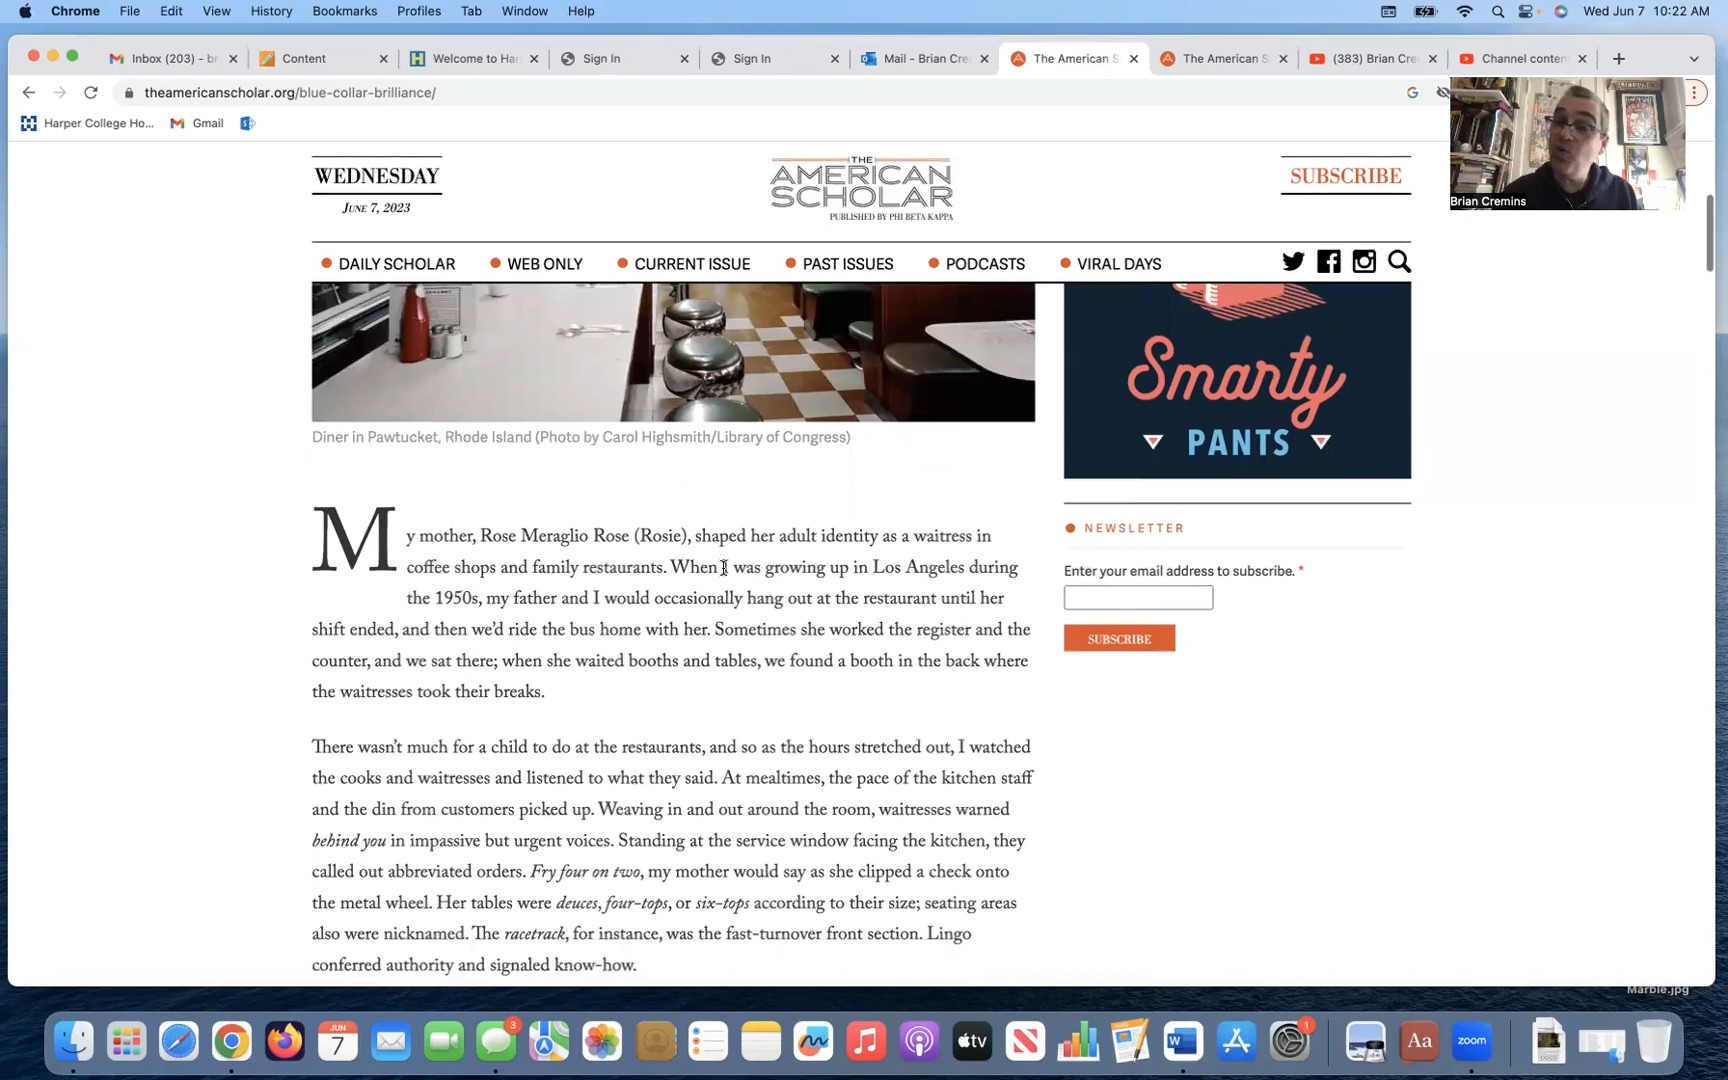 Chrome File Edit View History Bookmarks Profiles Tab Window Help Wed Jun 7 10:22 AM
Inbox (203) - br Content Welcome to Har Sign In Sign In Mail - Brian Cre The American S The American S (383) Brian Cre Channel conten
theamericanscholar.org/blue-collar-brilliance/
Harper College Ho... Gmail
Brian Cremins
WEDNESDAY
JUNE 7, 2023
THE
AMERICAN
SCHOLAR
PUBLISHED BY PHI BETA KAPPA
SUBSCRIBE
DAILY SCHOLAR WEB ONLY CURRENT ISSUE PAST ISSUES PODCASTS VIRAL DAYS
Diner in Pawtucket, Rhode Island (Photo by Carol Highsmith/Library of Congress)
My mother, Rose Meraglio Rose (Rosie), shaped her adult identity as a waitress in
coffee shops and family restaurants. When I was growing up in Los Angeles during
the 1950s, my father and I would occasionally hang out at the restaurant until her
shift ended, and then we’d ride the bus home with her. Sometimes she worked the register and the
counter, and we sat there; when she waited booths and tables, we found a booth in the back where
the waitresses took their breaks.
There wasn’t much for a child to do at the restaurants, and so as the hours stretched out, I watched
the cooks and waitresses and listened to what they said. At mealtimes, the pace of the kitchen staff
and the din from customers picked up. Weaving in and out around the room, waitresses warned
behind you in impassive but urgent voices. Standing at the service window facing the kitchen, they
called out abbreviated orders. Fry four on two, my mother would say as she clipped a check onto
the metal wheel. Her tables were deuces, four-tops, or six-tops according to their size; seating areas
also were nicknamed. The racetrack, for instance, was the fast-turnover front section. Lingo
conferred authority and signaled know-how.
Smarty
PANTS
NEWSLETTER
Enter your email address to subscribe. *
SUBSCRIBE
Marble.jpg
3
JUN
7
tv
1
Aa
zoom